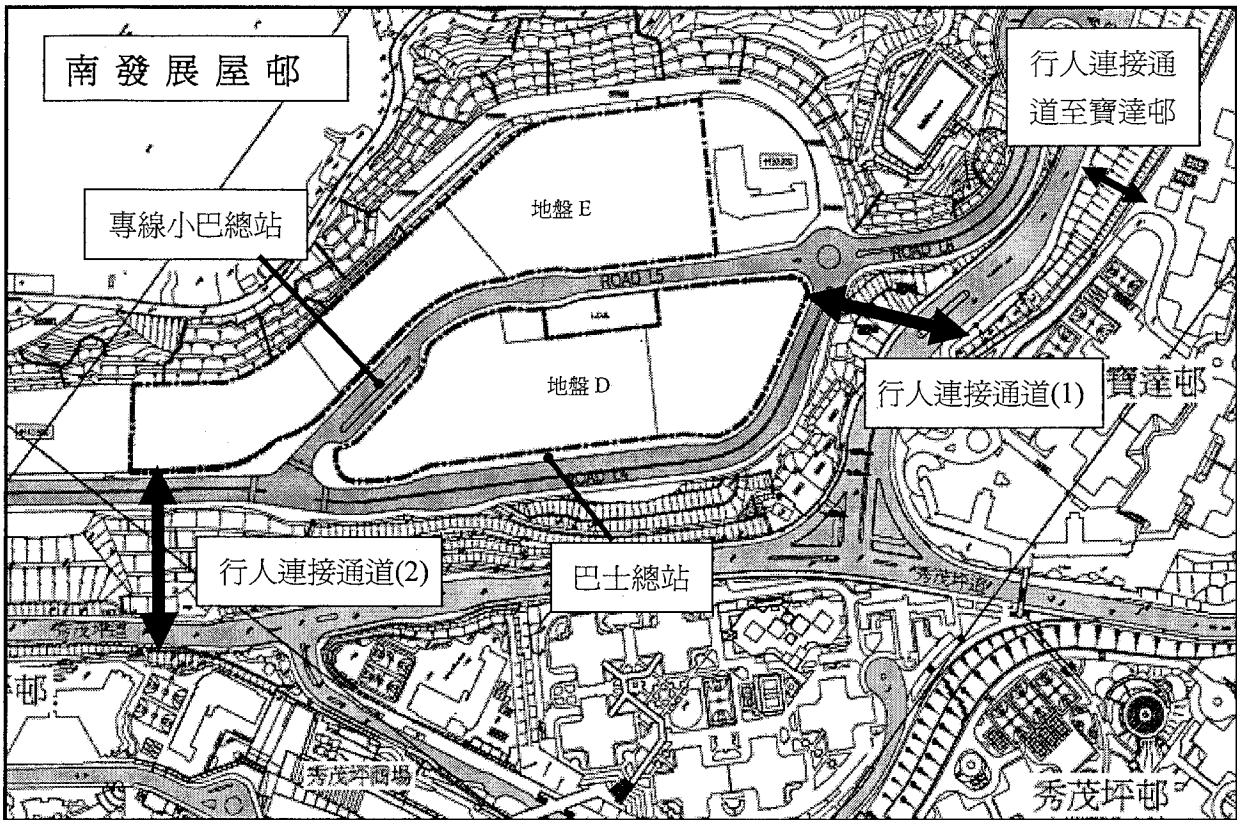 南發展屋邨
行人連接通
道至寶達邨
專線小巴總站
地盤 E
ROAD L5
ROAD L6
地盤 D
行人連接通道(1)
寶達邨
ROAD L4
行人連接通道(2)
巴士總站
秀茂坪道
秀茂坪道
邨
秀茂坪商場
秀茂坪邨